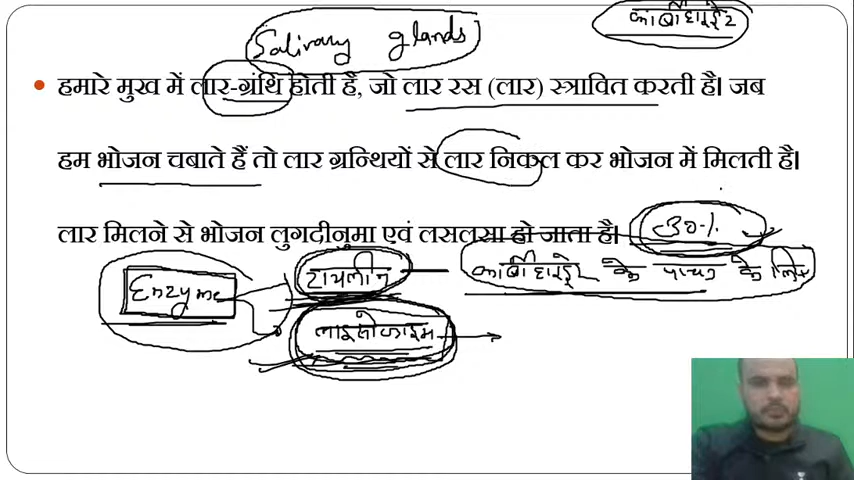 कार्बोहाइड्रेट
Salivary glands
हमारे मुख में लार-ग्रंथि होती है, जो लार रस (लार) स्त्रावित करती है। जब
हम भोजन चबाते हैं तो लार ग्रन्थियों से लार निकल कर भोजन में मिलती है।
लार मिलने से भोजन लुगदीनुमा एवं लसलसा हो जाता है।
30%
टायलीन
कार्बोहाइड्रेट के पाचन के लिए
Enzyme
लाइसोजाइम